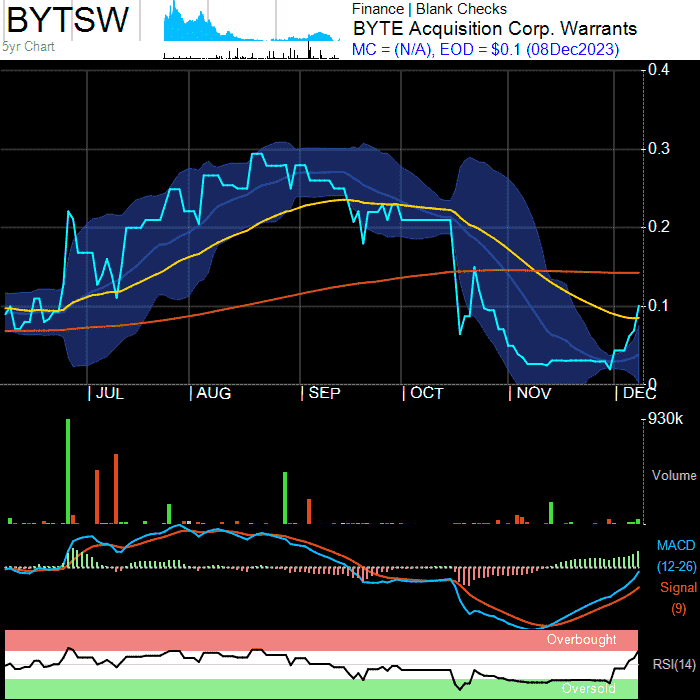 BYTSW
5yr Chart
Finance | Blank Checks
BYTE Acquisition Corp. Warrants
MC = (N/A), EOD = $0.1 (08Dec2023)
0.4
0.3
0.2
0.1
0
JUL AUG SEP OCT NOV DEC
930k
Volume
MACD
(12-26)
Signal
(9)
Overbought
RSI(14)
Oversold